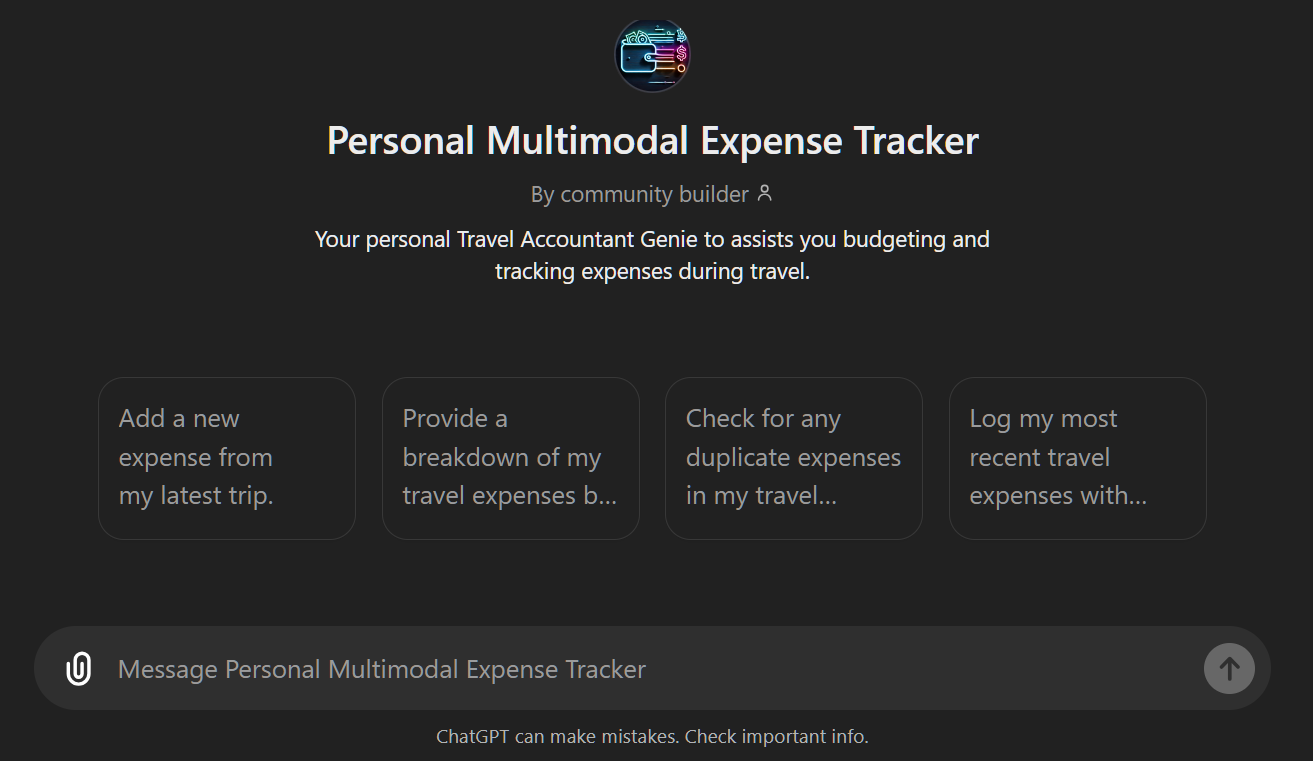 Personal Multimodal Expense Tracker
By community builder
Your personal Travel Accountant Genie to assists you budgeting and
tracking expenses during travel.
Add a new
expense from
my latest trip.
Provide a
breakdown of my
travel expenses b...
Check for any
duplicate expenses
in my travel...
Log my most
recent travel
expenses with...
Message Personal Multimodal Expense Tracker
ChatGPT can make mistakes. Check important info.